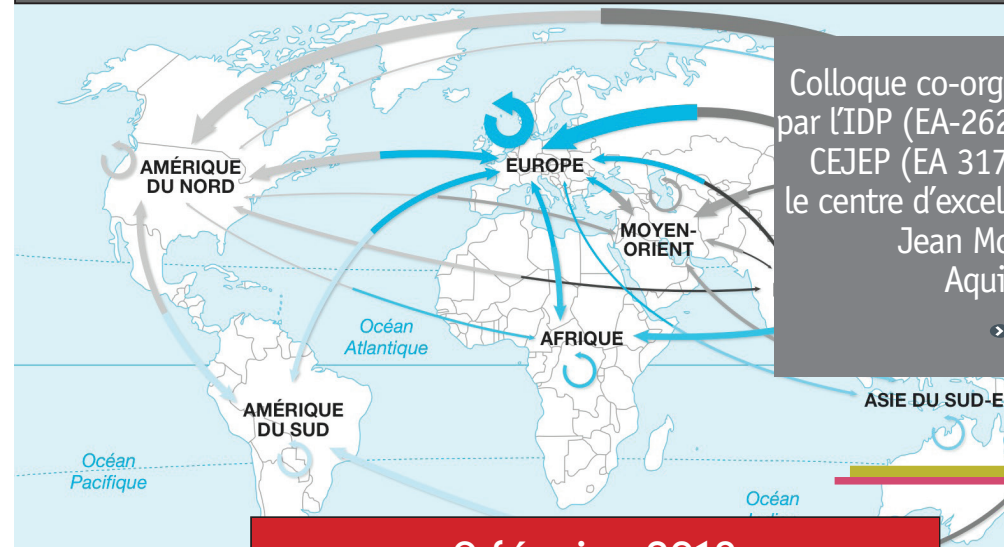 Colloque co-org
par l'IDP (EA-262
CEJEP (EA 317
le centre d'excel
Jean Mo
Aqui
AMÉRIQUE
DU NORD
EUROPE
MOYEN-
ORIENT
Océan
Atlantique
AFRIQUE
ASIE DU SUD-E
AMÉRIQUE
DU SUD
Océan
Pacifique
Océan